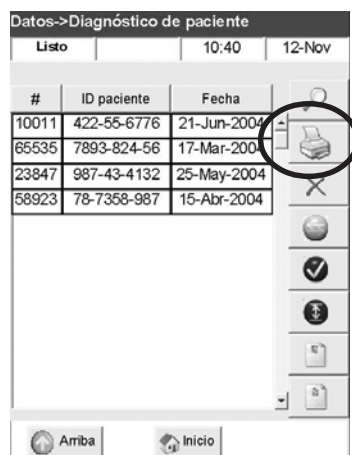 Datos->Diagnóstico de paciente
Listo 10:40 12-Nov
# ID paciente Fecha
10011 422-55-6776 21-Jun-2004
65535 7893-824-56 17-Mar-2004
23847 987-43-4132 25-May-2004
58923 78-7358-987 15-Abr-2004
Arriba Inicio